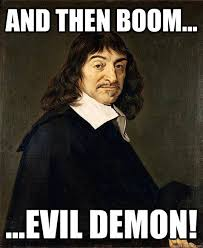 AND THEN BOOM...
...EVIL DEMON!